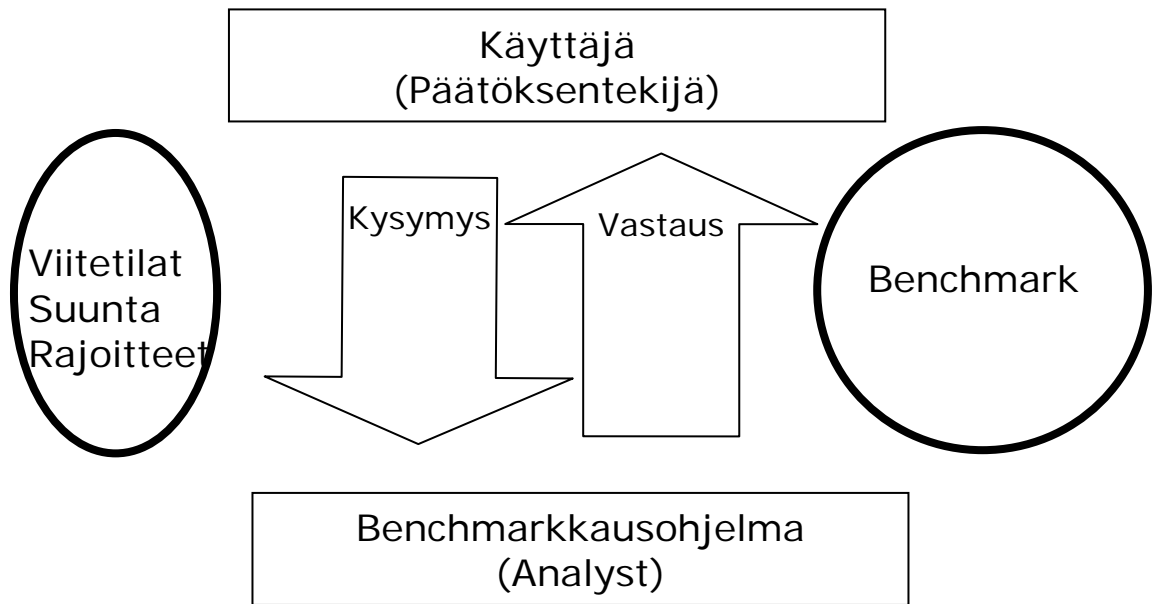 Käyttäjä
(Päätöksentekijä)
Kysymys
Vastaus
Viitetilat
Suunta
Rajoitteet
Benchmark
Benchmarkkausohjelma
(Analyst)